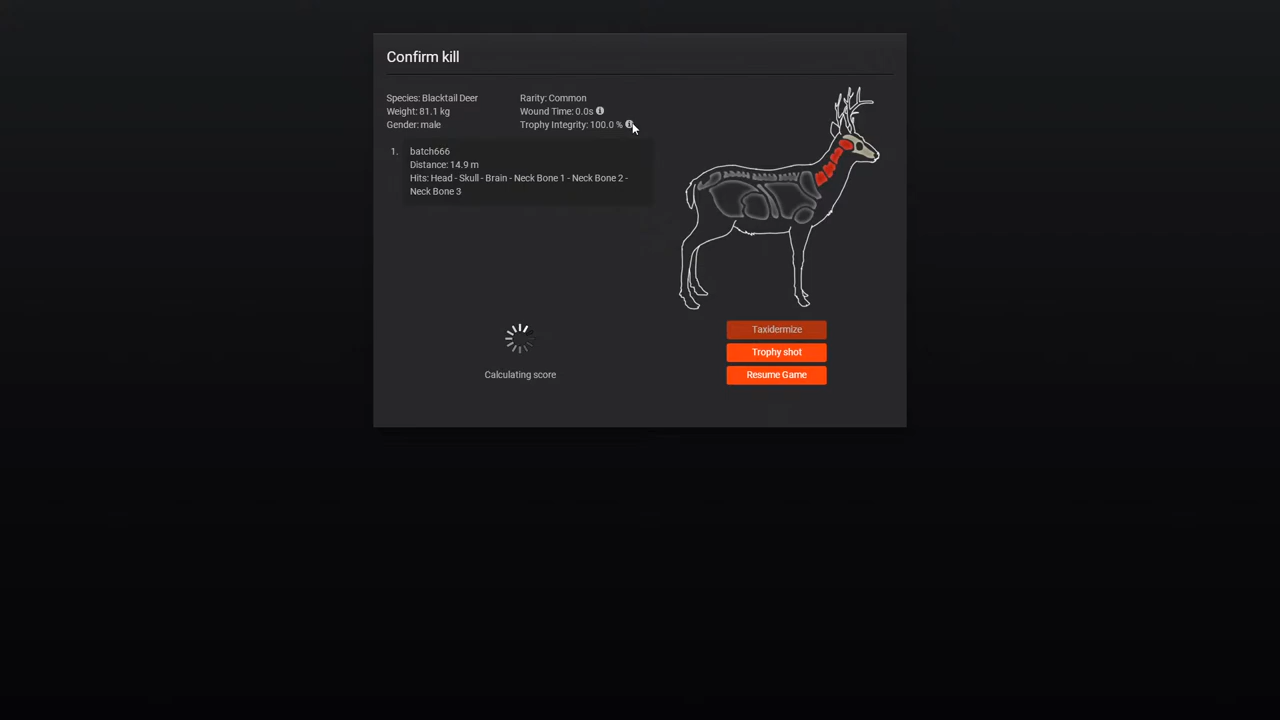 Confirm kill
Species: Blacktail Deer
Weight: 81.1 kg
Gender: male
Rarity: Common
Wound Time: 0.0s
Trophy Integrity: 100.0 %
1.
batch666
Distance: 14.9 m
Hits: Head - Skull - Brain - Neck Bone 1 - Neck Bone 2 -
Neck Bone 3
Calculating score
Taxidermize
Trophy shot
Resume Game